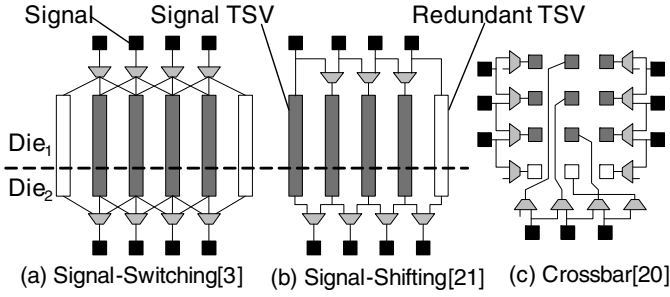 Signal Signal TSV Redundant TSV
Die1
Die2
(a) Signal-Switching[3] (b) Signal-Shifting[21] (c) Crossbar[20]